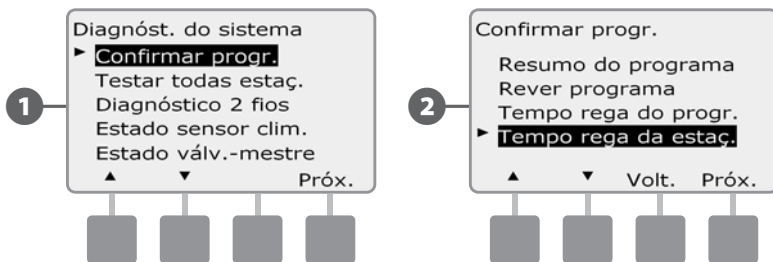 1
Diagnóst. do sistema
► Confirmar progr.
Testar todas estaç.
Diagnóstico 2 fios
Estado sensor clim.
Estado válv.-mestre
▲ ▼ Próx.
2
Confirmar progr.
Resumo do programa
Rever programa
Tempo rega do progr.
► Tempo rega da estaç.
▲ ▼ Volt. Próx.